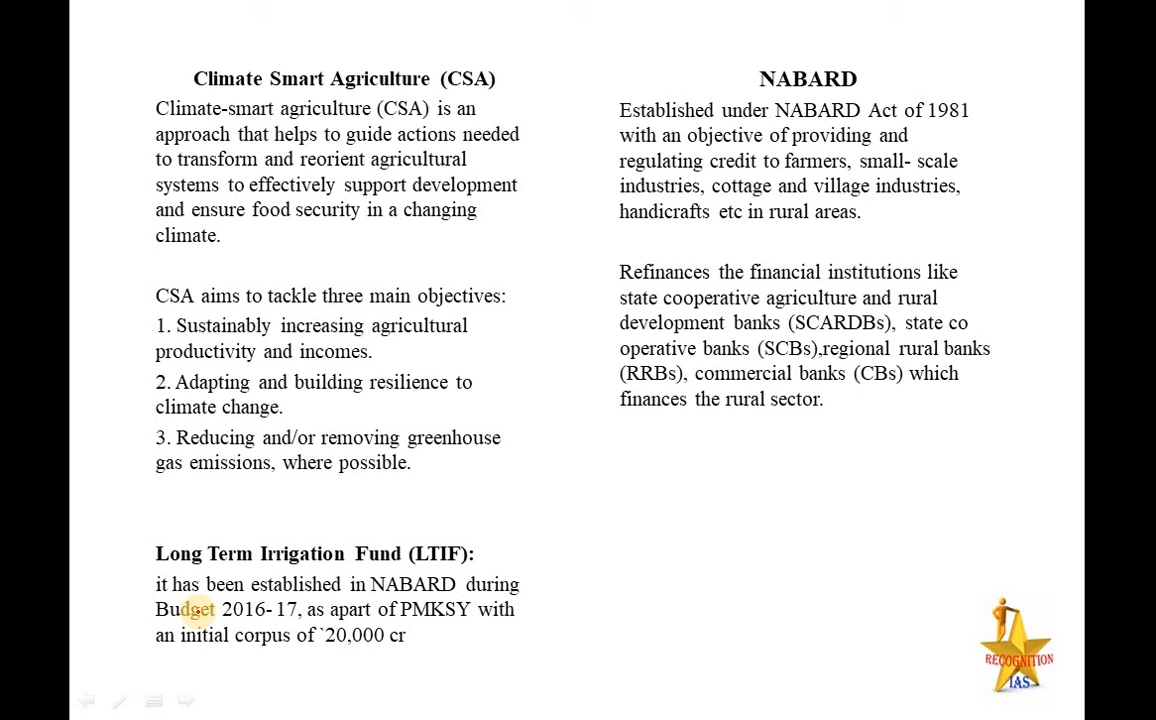 Climate Smart Agriculture (CSA)
Climate-smart agriculture (CSA) is an
approach that helps to guide actions needed
to transform and reorient agricultural
systems to effectively support development
and ensure food security in a changing
climate.
CSA aims to tackle three main objectives:
1. Sustainably increasing agricultural
productivity and incomes.
2. Adapting and building resilience to
climate change.
3. Reducing and/or removing greenhouse
gas emissions, where possible.
Long Term Irrigation Fund (LTIF):
it has been established in NABARD during
Budget 2016-17, as apart of PMKSY with
an initial corpus of `20,000 cr
NABARD
Established under NABARD Act of 1981
with an objective of providing and
regulating credit to farmers, small- scale
industries, cottage and village industries,
handicrafts etc in rural areas.
Refinances the financial institutions like
state cooperative agriculture and rural
development banks (SCARDBs), state co
operative banks (SCBs),regional rural banks
(RRBs), commercial banks (CBs) which
finances the rural sector.
RECOGNITION
IAS